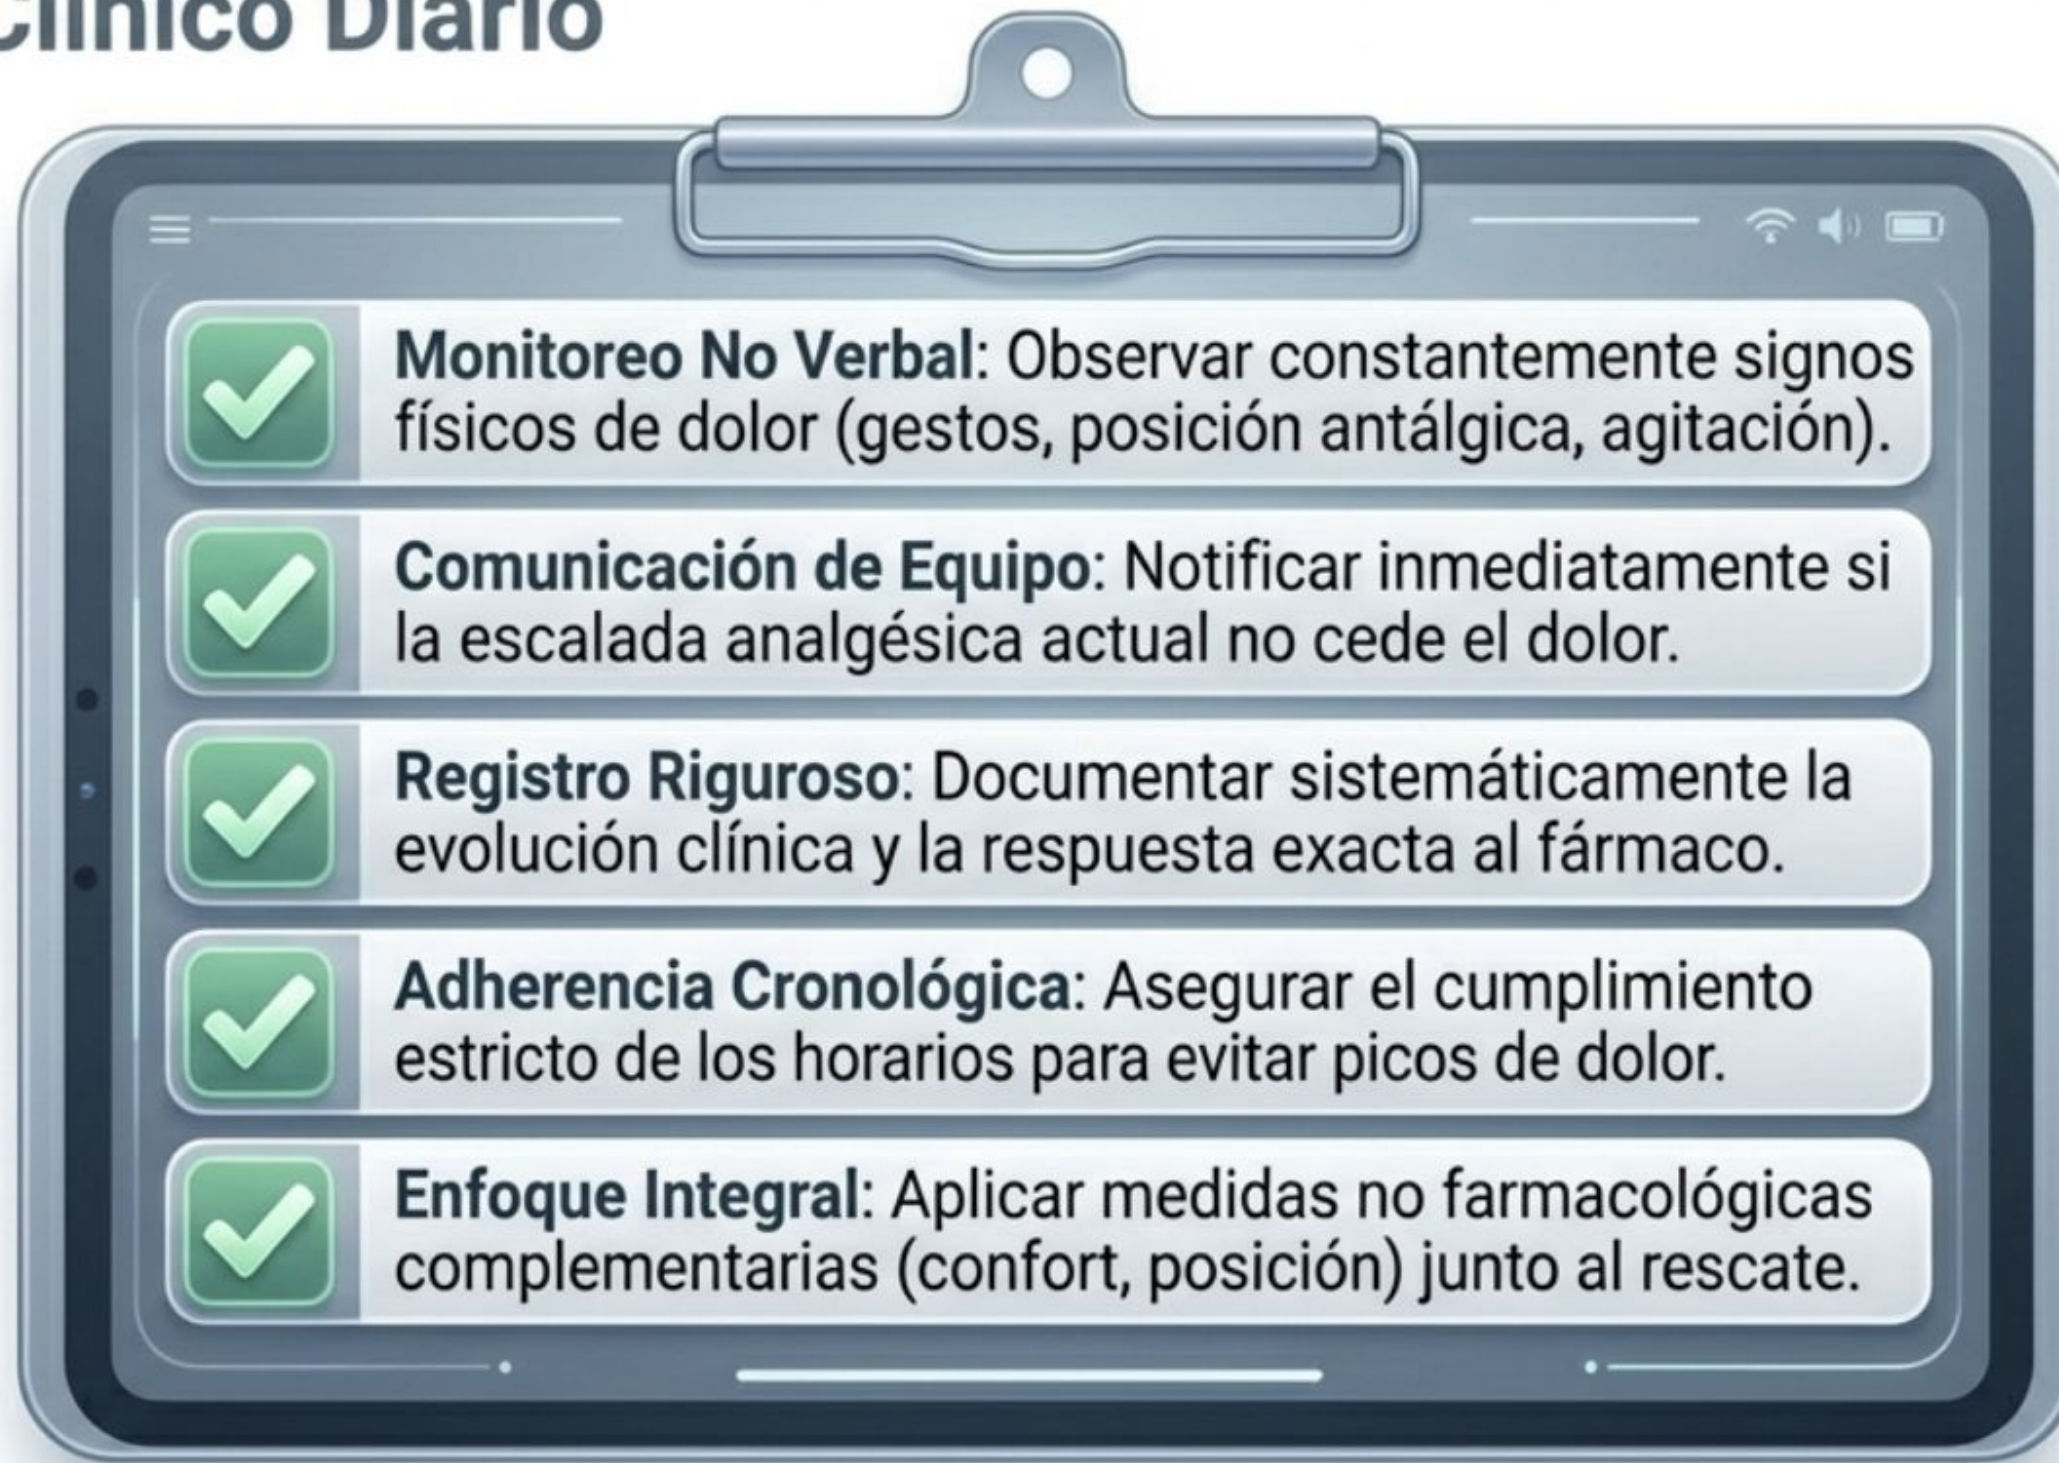 Clínico Diario
Monitoreo No Verbal: Observar constantemente signos
físicos de dolor (gestos, posición antálgica, agitación).
Comunicación de Equipo: Notificar inmediatamente si
la escalada analgésica actual no cede el dolor.
Registro Riguroso: Documentar sistemáticamente la
evolución clínica y la respuesta exacta al fármaco.
Adherencia Cronológica: Asegurar el cumplimiento
estricto de los horarios para evitar picos de dolor.
Enfoque Integral: Aplicar medidas no farmacológicas
complementarias (confort, posición) junto al rescate.